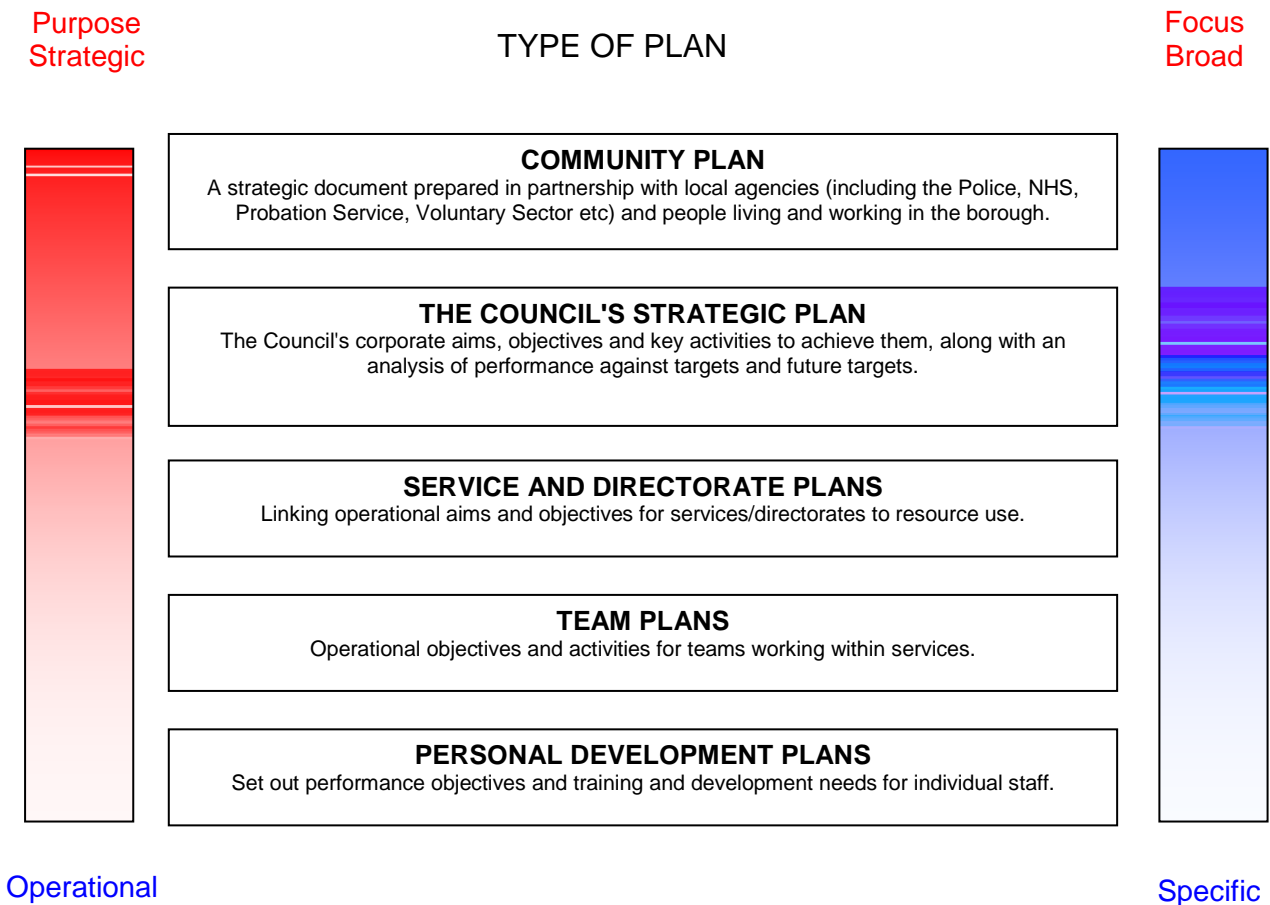 Purpose
Strategic
TYPE OF PLAN
Focus
Broad
COMMUNITY PLAN
A strategic document prepared in partnership with local agencies (including the Police, NHS,
Probation Service, Voluntary Sector etc) and people living and working in the borough.
THE COUNCIL'S STRATEGIC PLAN
The Council's corporate aims, objectives and key activities to achieve them, along with an
analysis of performance against targets and future targets.
SERVICE AND DIRECTORATE PLANS
Linking operational aims and objectives for services/directorates to resource use.
TEAM PLANS
Operational objectives and activities for teams working within services.
PERSONAL DEVELOPMENT PLANS
Set out performance objectives and training and development needs for individual staff.
Operational
Specific